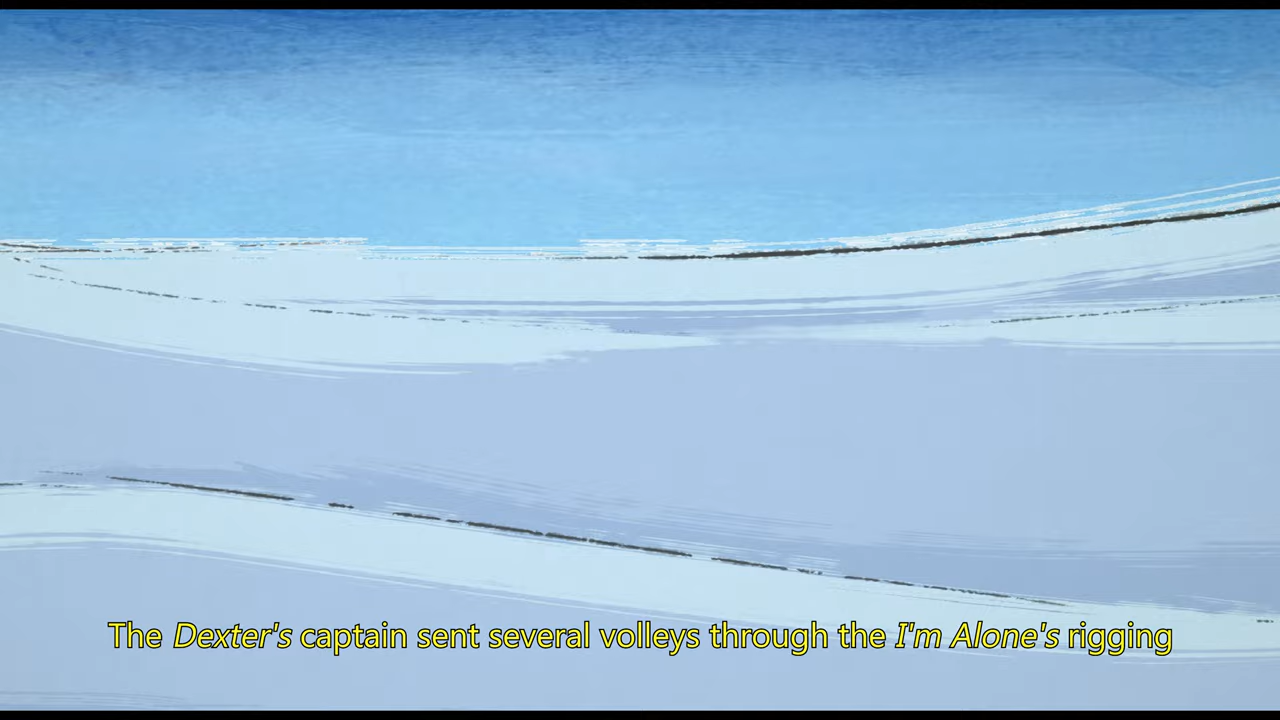 The Dexter's captain sent several volleys through the I'm Alone's rigging